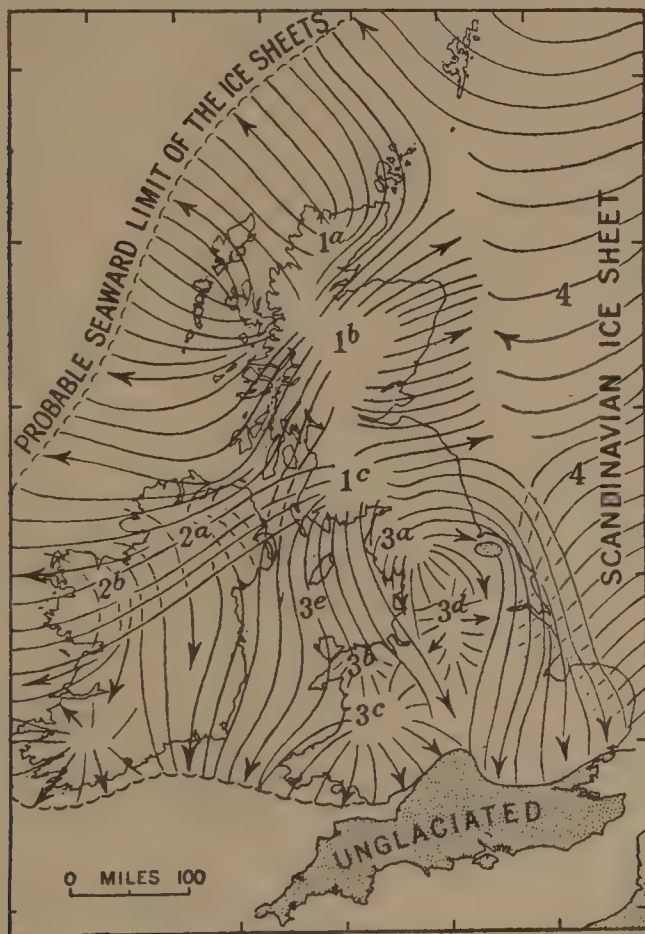 PROBABLE SEAWARD LIMIT OF THE ICE SHEETS
1a
1b
4
SCANDINAVIAN ICE SHEET
1c
4
2a
3a
2b
3e
3d
3b
3c
UNGLACIATED
0 MILES 100